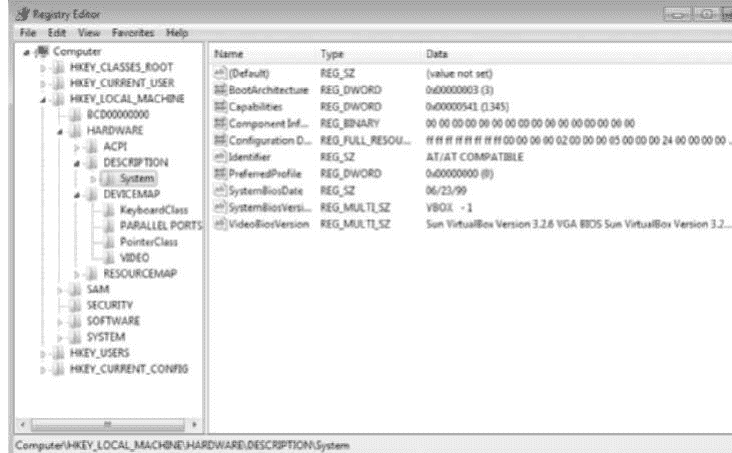 Registry Editor
File Edit View Favorites Help
Computer
HKEY_CLASSES_ROOT
HKEY_CURRENT_USER
HKEY_LOCAL_MACHINE
BCD00000000
HARDWARE
ACPI
DESCRIPTION
System
DEVICEMAP
KeyboardClass
PARALLEL PORTS
PointerClass
VIDEO
RESOURCEMAP
SAM
SECURITY
SOFTWARE
SYSTEM
HKEY_USERS
HKEY_CURRENT_CONFIG
Name Type Data
(Default) REG_SZ (value not set)
BootArchitecture REG_DWORD 0x00000003 (3)
Capabilities REG_DWORD 0x00000541 (1345)
Component Inf... REG_BINARY 00 00 00 00 00 00 00 00 00 00 00 00 00 00 00 00
Configuration D... REG_FULL_RESOU... ff ff ff ff ff ff ff ff 00 00 00 00 02 00 00 00 05 00 00 00 24 00 00 00 00 ...
Identifier REG_SZ AT/AT COMPATIBLE
PreferredProfile REG_DWORD 0x00000000 (0)
SystemBiosDate REG_SZ 06/23/99
SystemBiosVersi... REG_MULTI_SZ VBOX - 1
VideoBiosVersion REG_MULTI_SZ Sun VirtualBox Version 3.2.6 VGA BIOS Sun VirtualBox Version 3.2...
Computer\HKEY_LOCAL_MACHINE\HARDWARE\DESCRIPTION\System